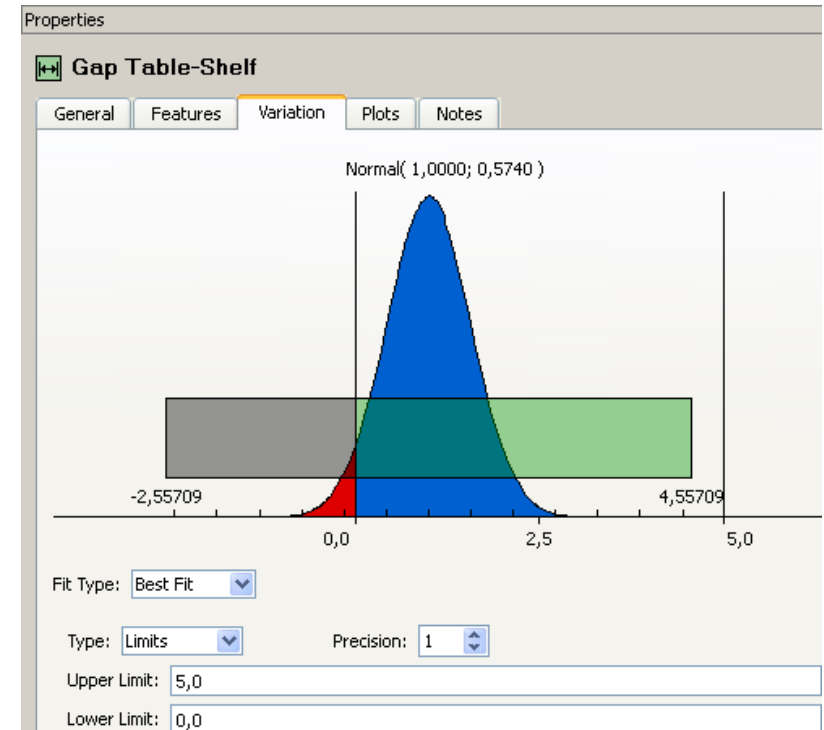 Properties
Gap Table-Shelf
General Features Variation Plots Notes
Normal( 1,0000; 0,5740 )
-2,55709 4,55709
0,0 2,5 5,0
Fit Type: Best Fit
Type: Limits Precision: 1
Upper Limit: 5,0
Lower Limit: 0,0